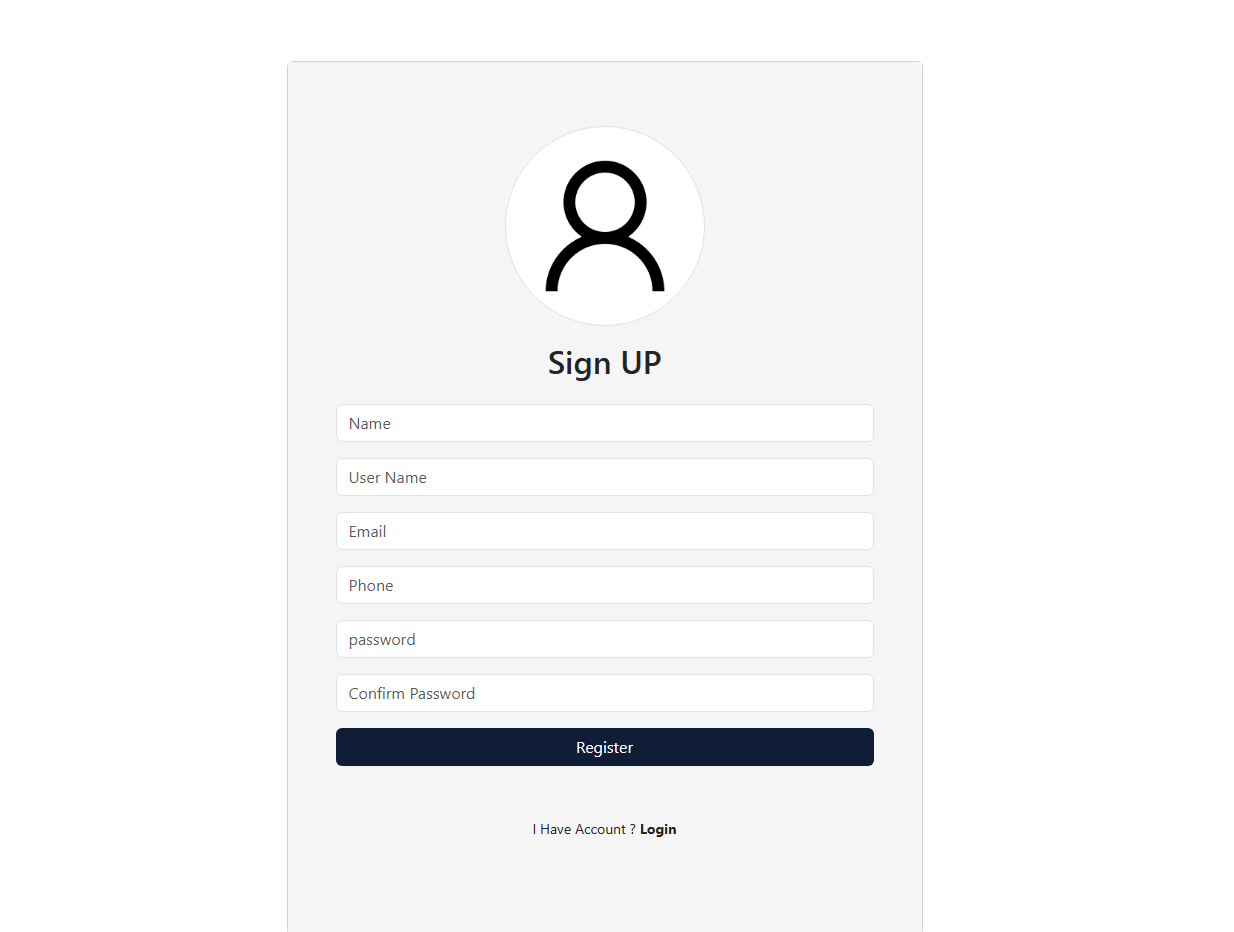 Sign UP
Name
User Name
Email
Phone
password
Confirm Password
Register
I Have Account ? Login